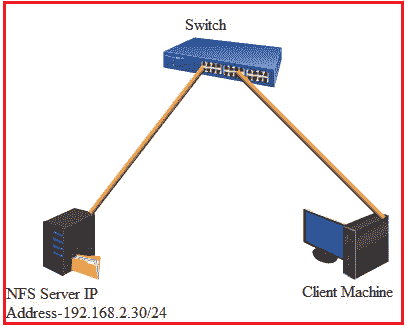 Switch
NFS Server IP
Address-192.168.2.30/24
Client Machine